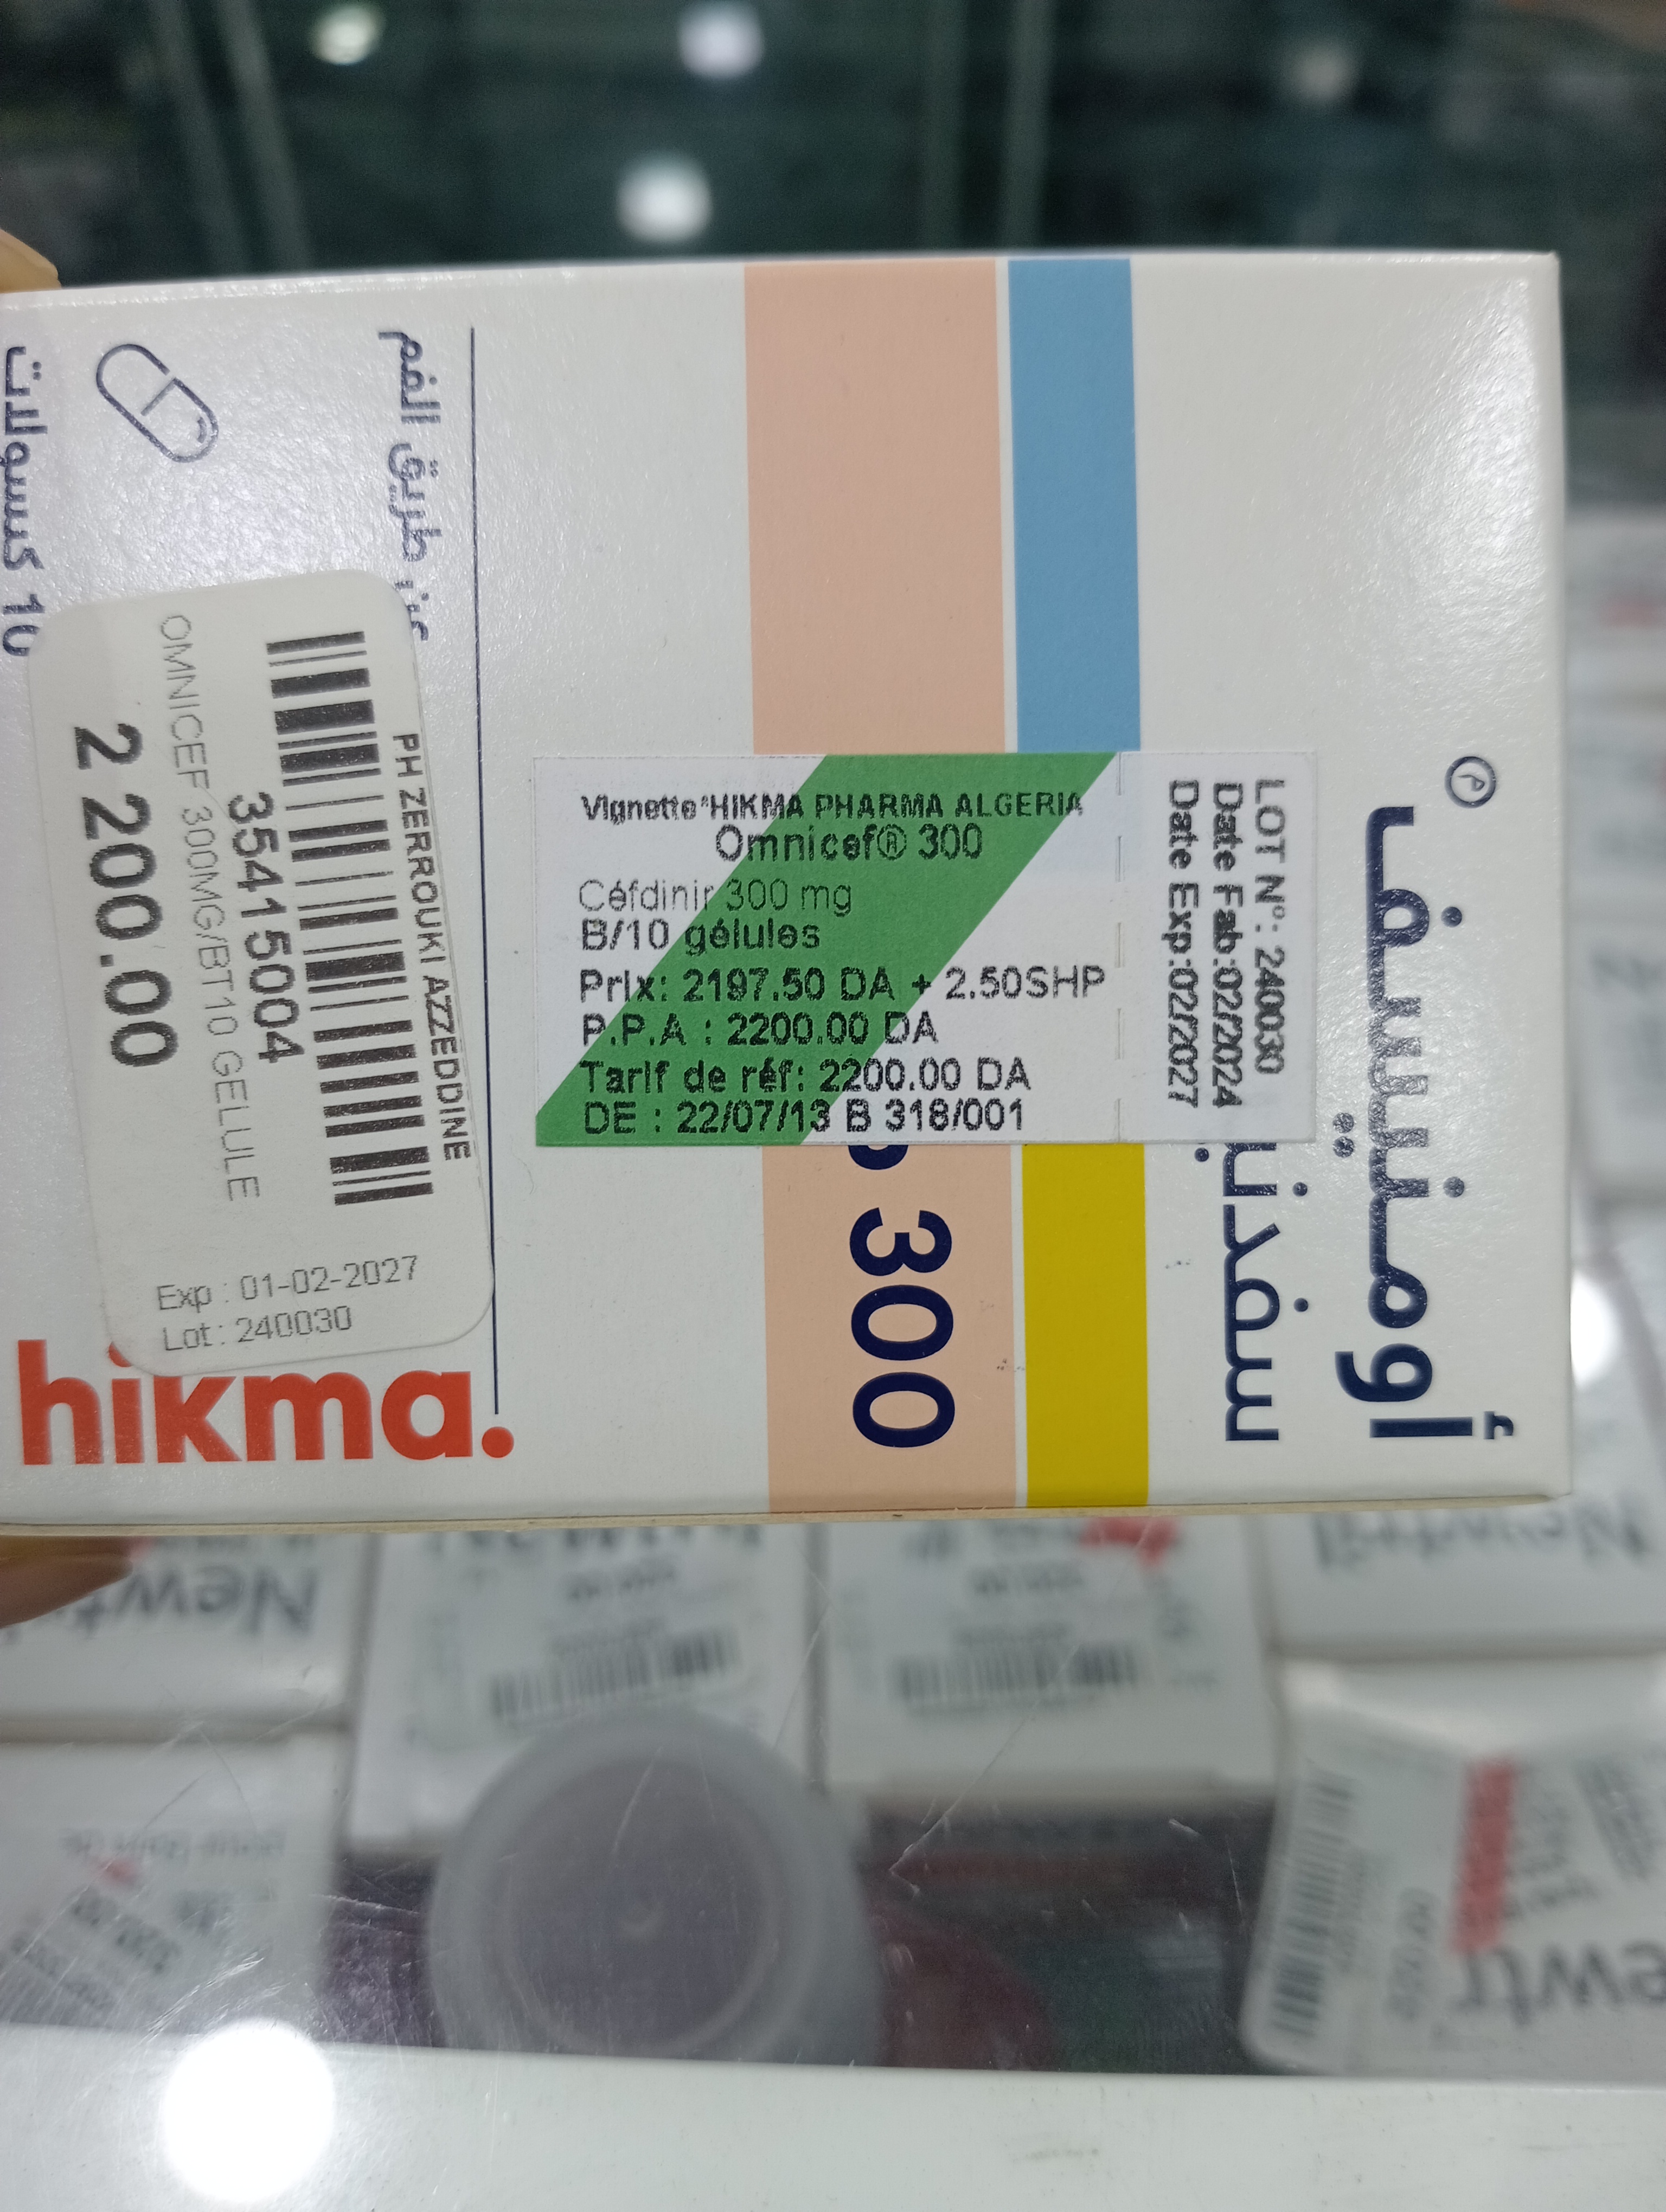 أومنيسف
سفدنير
300
عن طريق الفم
10 كبسولات
hikma.
Vignette HIKMA PHARMA ALGERIA
Omnicef® 300
Céfdinir 300 mg
B/10 gélules
Prix: 2197.50 DA + 2.50SHP
P.P.A : 2200.00 DA
Tarif de réf: 2200.00 DA
DE : 22/07/13 B 318/001
LOT N°: 240030
Date Fab:02/2024
Date Exp:02/2027
PH ZERROUKI AZZEDDINE
35415004
OMNICEF 300MG/BT10 GELULE
2 200.00
Exp : 01-02-2027
Lot : 240030